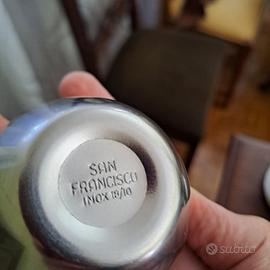 SAN
FRANCISCO
INOX 18/10
subito